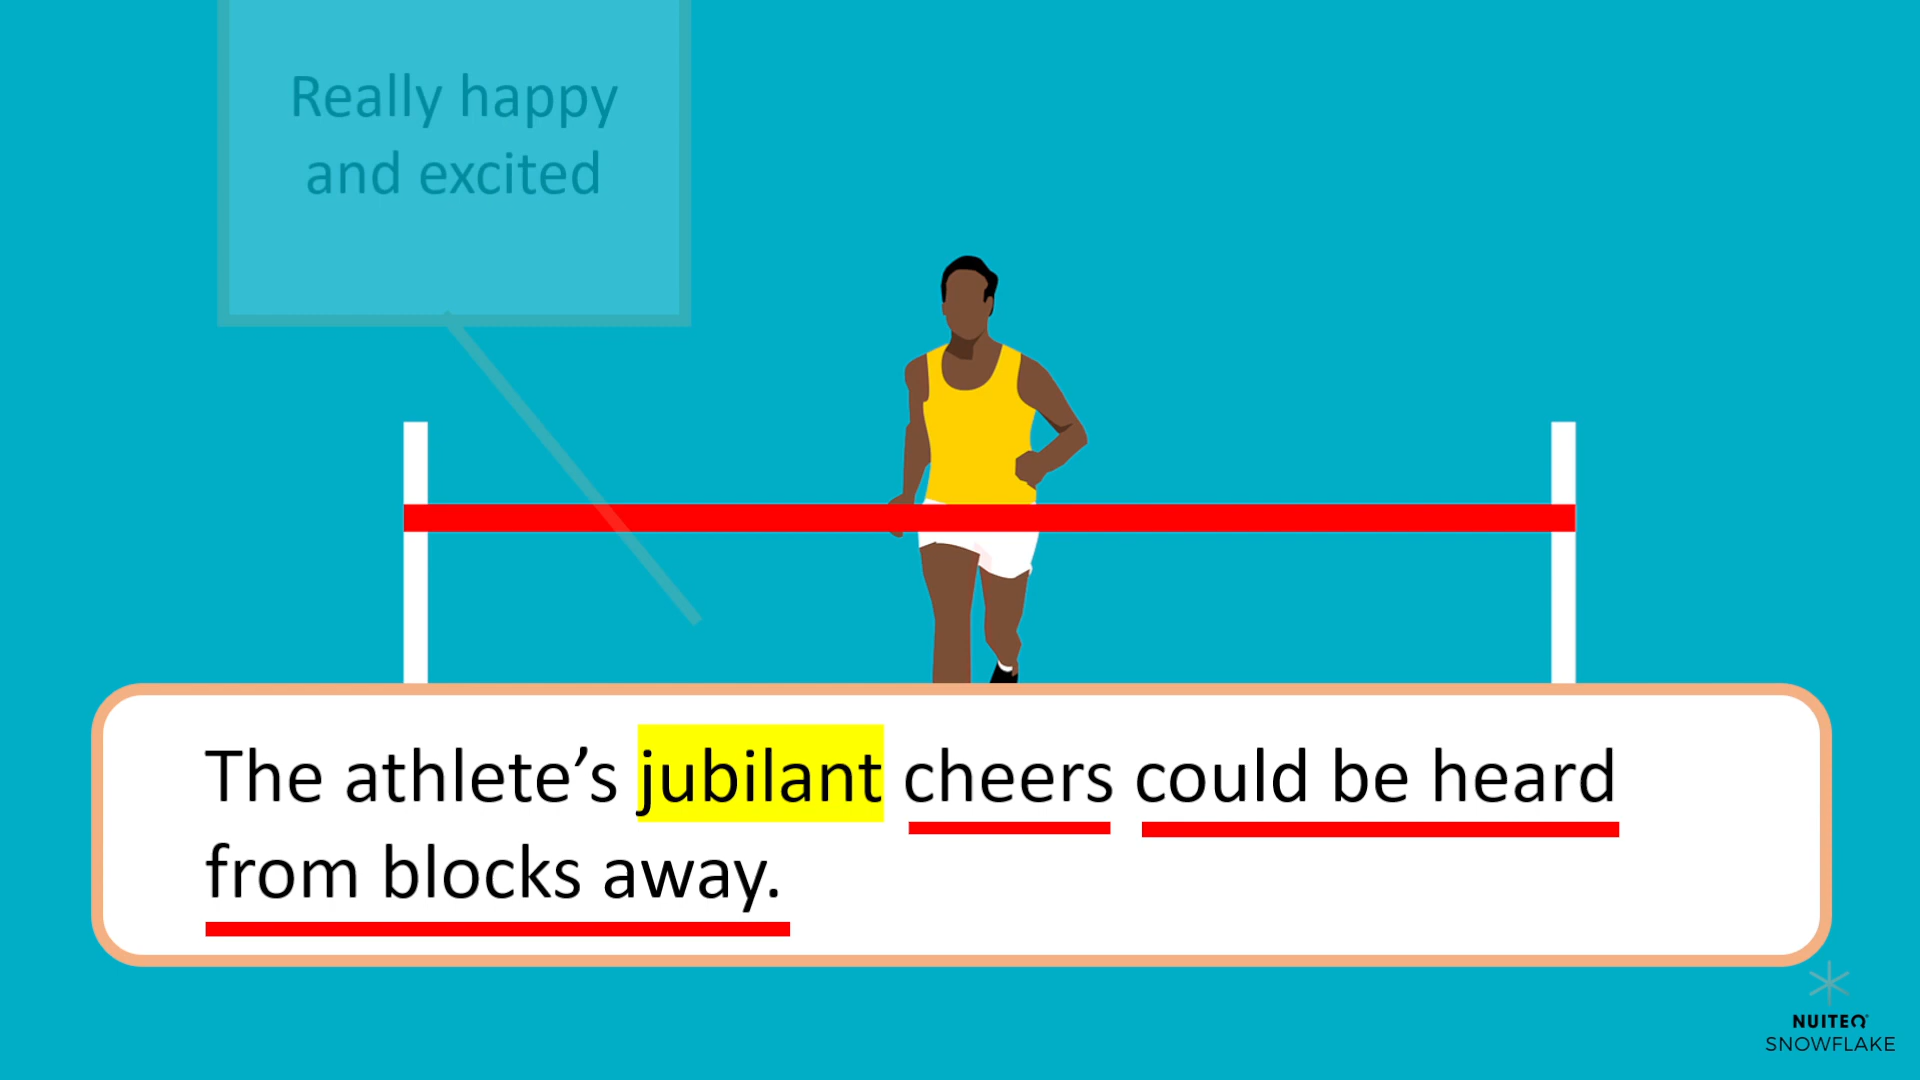 Really happy
and excited
The athlete’s jubilant cheers could be heard
from blocks away.
NUITEQ
SNOWFLAKE